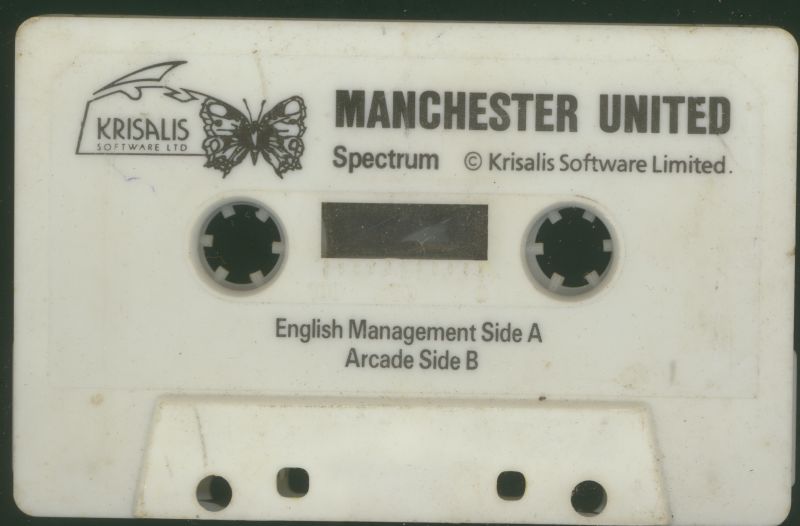 KRISALIS
SOFTWARE LTD
MANCHESTER UNITED
Spectrum © Krisalis Software Limited.
English Management Side A
Arcade Side B